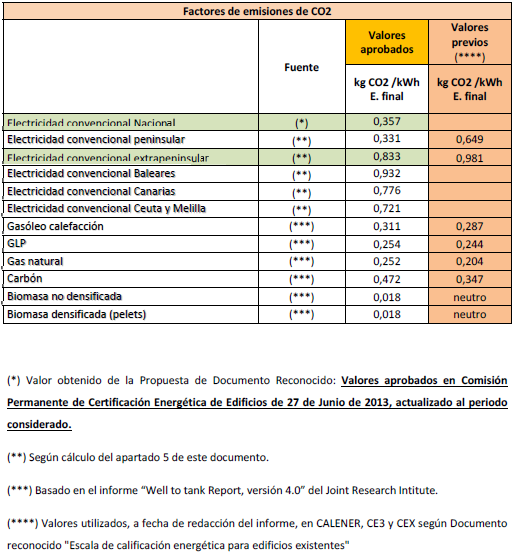 Factores de emisiones de CO2
Fuente Valores aprobados Valores previos (****)
kg CO2 /kWh E. final kg CO2 /kWh E. final
Electricidad convencional Nacional (*) 0,357
Electricidad convencional peninsular (**) 0,331 0,649
Electricidad convencional extrapeninsular (**) 0,833 0,981
Electricidad convencional Baleares (**) 0,932
Electricidad convencional Canarias (**) 0,776
Electricidad convencional Ceuta y Melilla (**) 0,721
Gasóleo calefacción (***) 0,311 0,287
GLP (***) 0,254 0,244
Gas natural (***) 0,252 0,204
Carbón (***) 0,472 0,347
Biomasa no densificada (***) 0,018 neutro
Biomasa densificada (pelets) (***) 0,018 neutro
(*) Valor obtenido de la Propuesta de Documento Reconocido: Valores aprobados en Comisión
Permanente de Certificación Energética de Edificios de 27 de Junio de 2013, actualizado al periodo
considerado.
(**) Según cálculo del apartado 5 de este documento.
(***) Basado en el informe “Well to tank Report, versión 4.0” del Joint Research Intitute.
(****) Valores utilizados, a fecha de redacción del informe, en CALENER, CE3 y CEX según Documento
reconocido "Escala de calificación energética para edificios existentes"